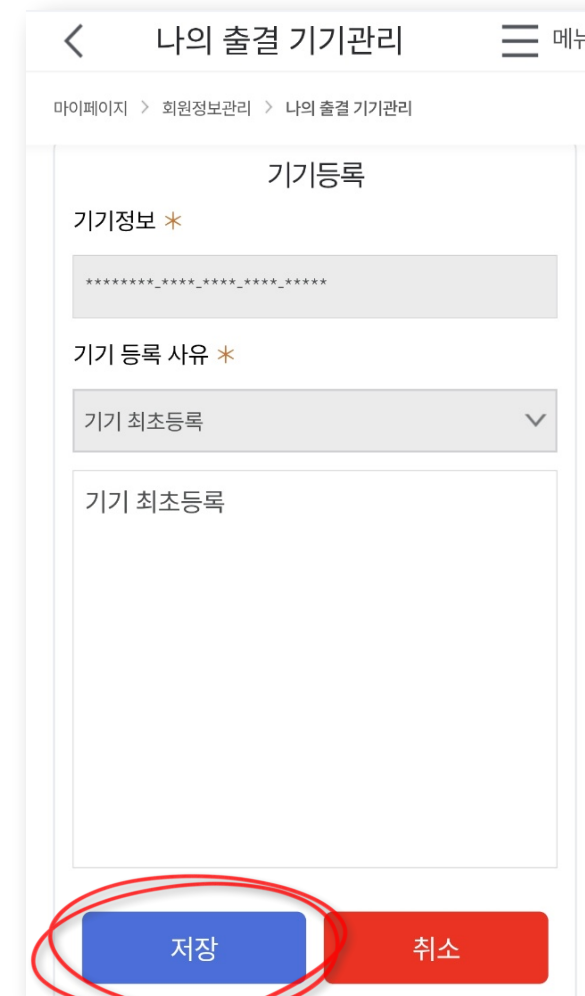 나의 출결 기기관리
메뉴
마이페이지 > 회원정보관리 > 나의 출결 기기관리
기기등록
기기정보 *
********_****_****_****_*****
기기 등록 사유 *
기기 최초등록
기기 최초등록
저장
취소